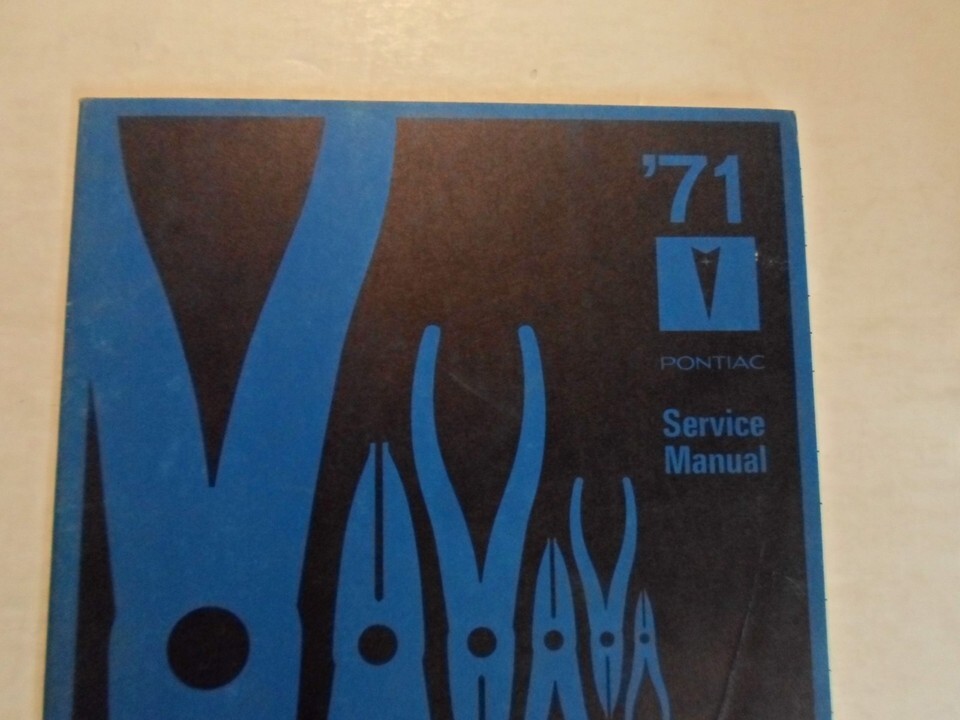 '71
PONTIAC
Service
Manual